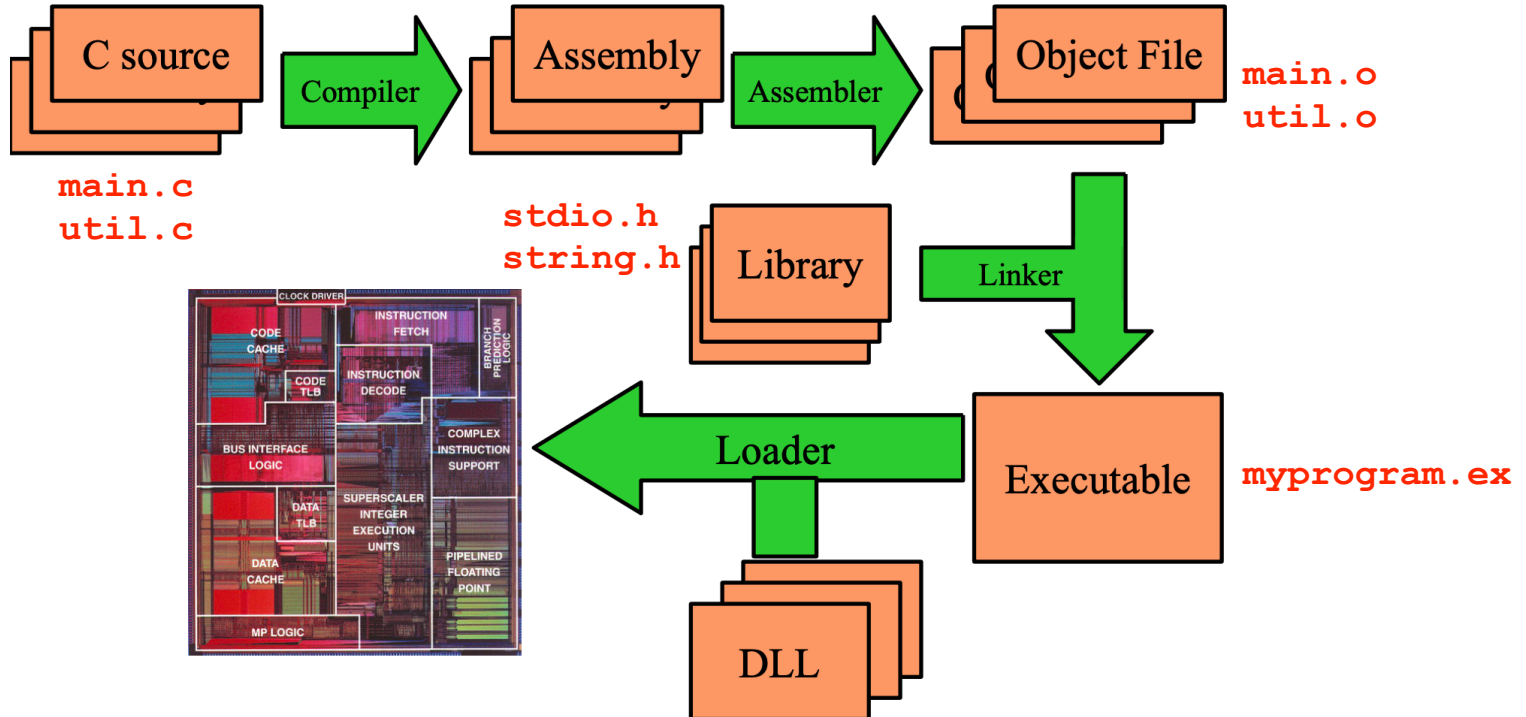 C source
Compiler
Assembly
Assembler
Object File
main.o
util.o
main.c
util.c
stdio.h
string.h
Library
Linker
CLOCK DRIVER
CODE
CACHE
INSTRUCTION
FETCH
BRANCH
PREDICTION
LOGIC
CODE
TLB
INSTRUCTION
DECODE
BUS INTERFACE
LOGIC
COMPLEX
INSTRUCTION
SUPPORT
DATA
TLB
SUPERSCALER
INTEGER
EXECUTION
UNITS
DATA
CACHE
PIPELINED
FLOATING
POINT
MP LOGIC
Loader
Executable
myprogram.ex
DLL